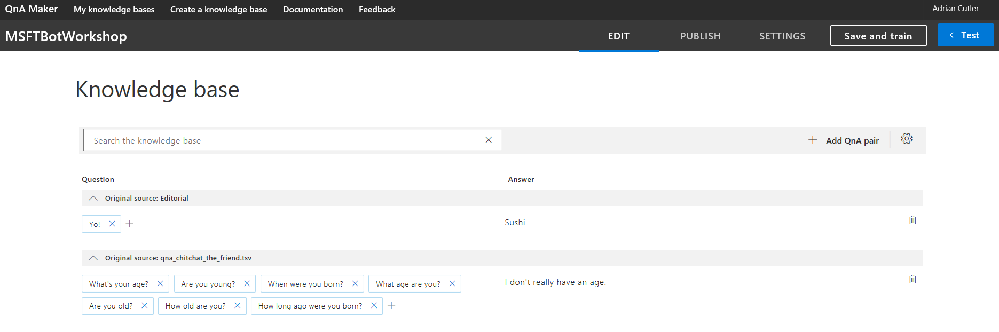 QnA Maker My knowledge bases Create a knowledge base Documentation Feedback Adrian Cutler
MSFTBotWorkshop EDIT PUBLISH SETTINGS Save and train Test
Knowledge base
Search the knowledge base Add QnA pair
Question Answer
Original source: Editorial
Yo! Sushi
Original source: qna_chitchat_the_friend.tsv
What's your age? Are you young? When were you born? What age are you? I don't really have an age.
Are you old? How old are you? How long ago were you born?